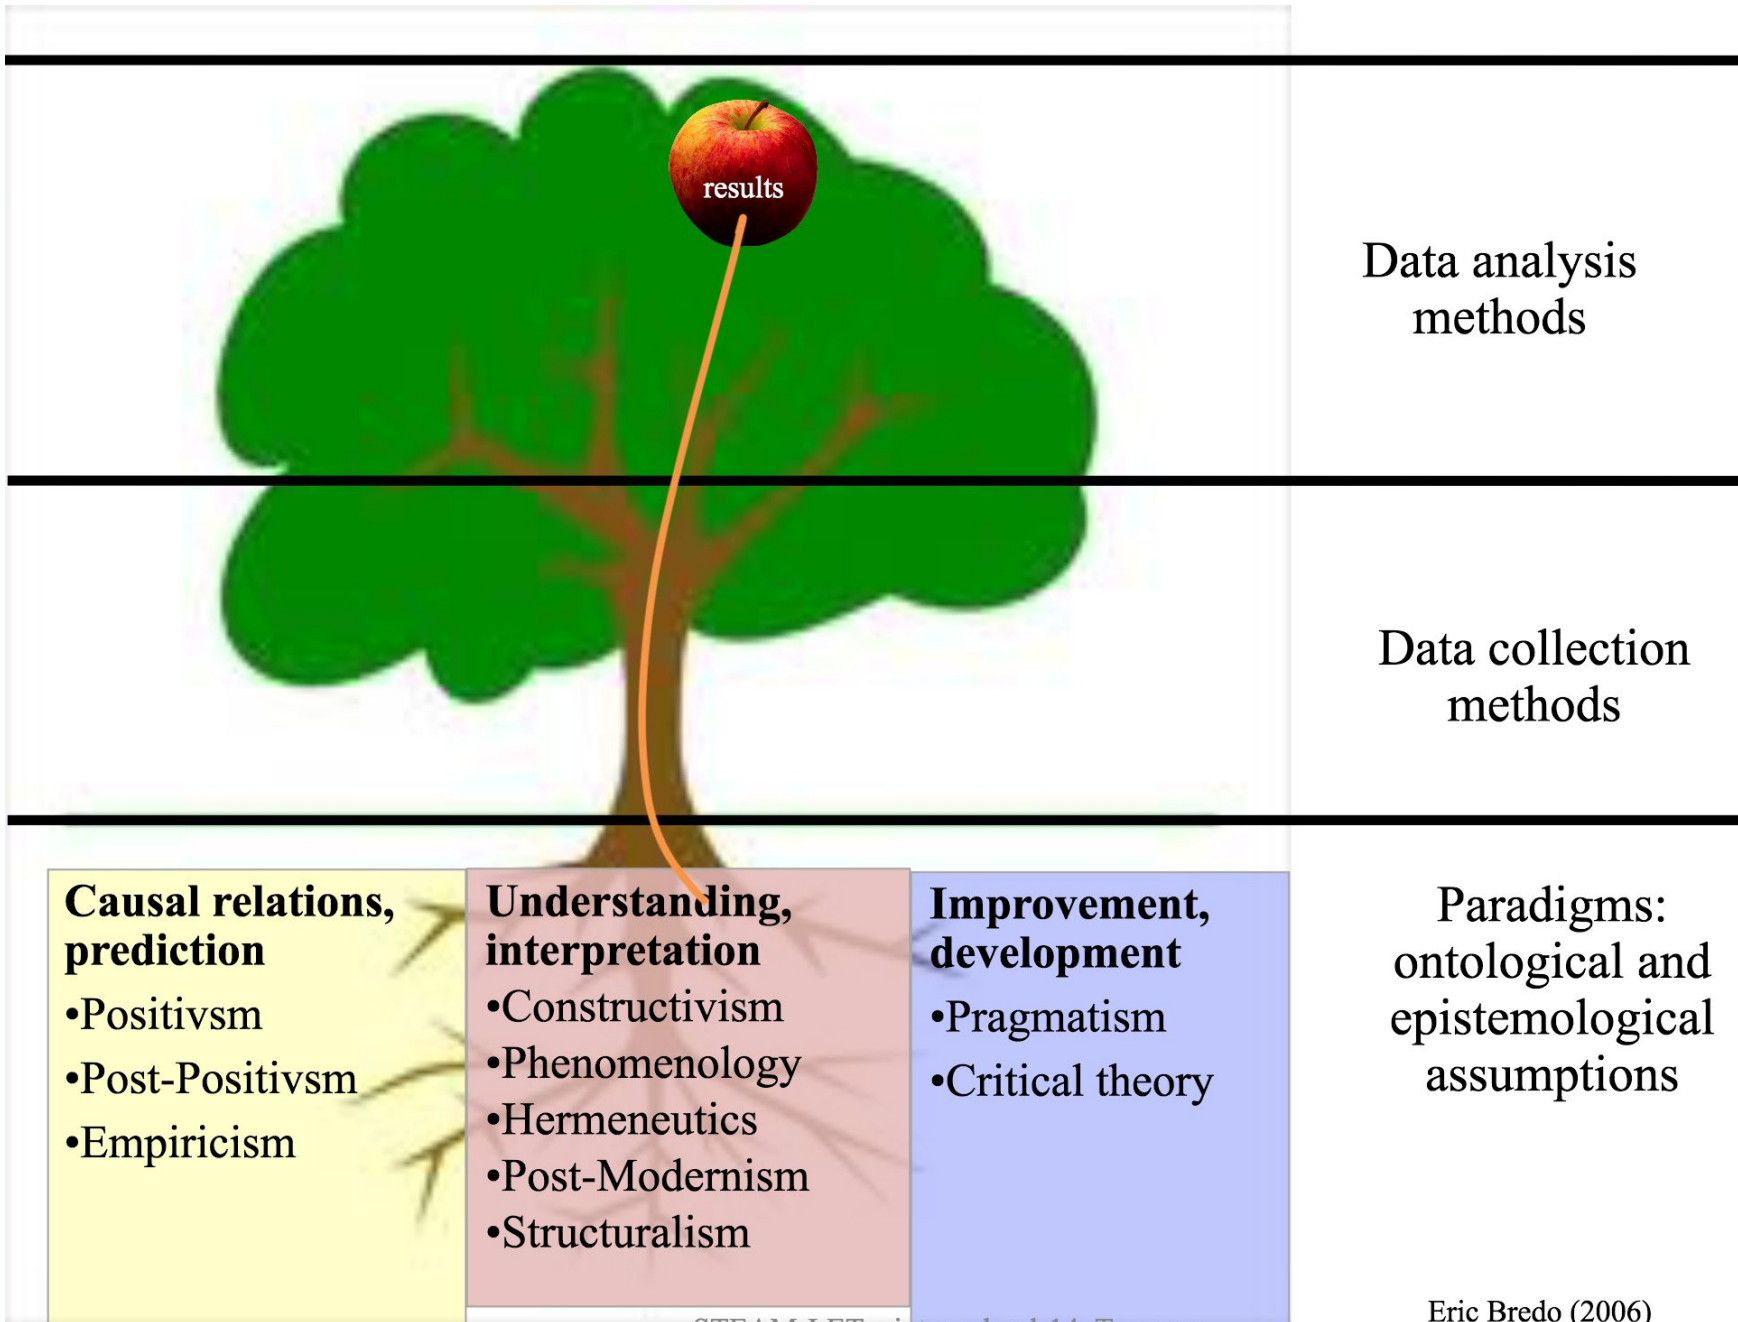 results
Data analysis
methods
Data collection
methods
Causal relations,
prediction
•Positivsm
•Post-Positivsm
•Empiricism
Understanding,
interpretation
•Constructivism
•Phenomenology
•Hermeneutics
•Post-Modernism
•Structuralism
Improvement,
development
•Pragmatism
•Critical theory
Paradigms:
ontological and
epistemological
assumptions
Eric Bredo (2006)